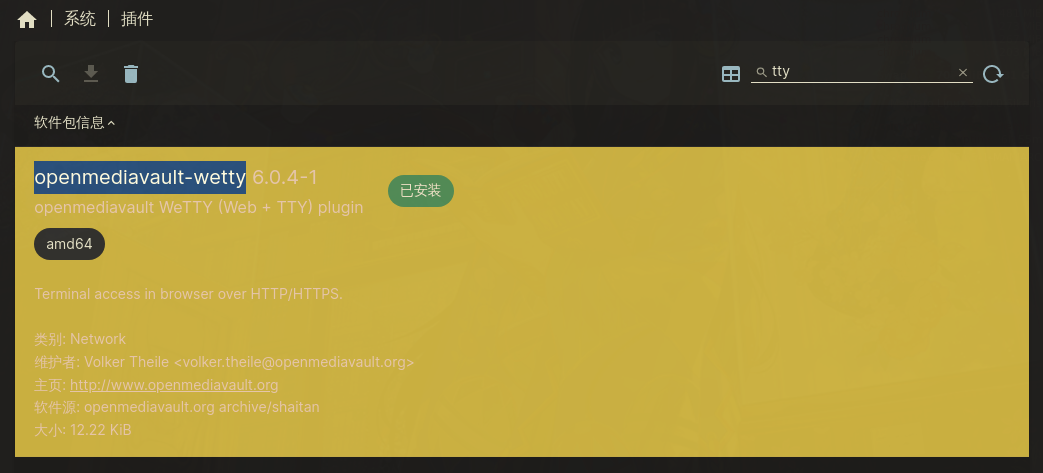 系统 | 插件
tty
软件包信息
openmediavault-wetty 6.0.4-1
已安装
openmediavault WeTTY (Web + TTY) plugin
amd64
Terminal access in browser over HTTP/HTTPS.
类别: Network
维护者: Volker Theile <volker.theile@openmediavault.org>
主页: http://www.openmediavault.org
软件源: openmediavault.org archive/shaitan
大小: 12.22 KiB